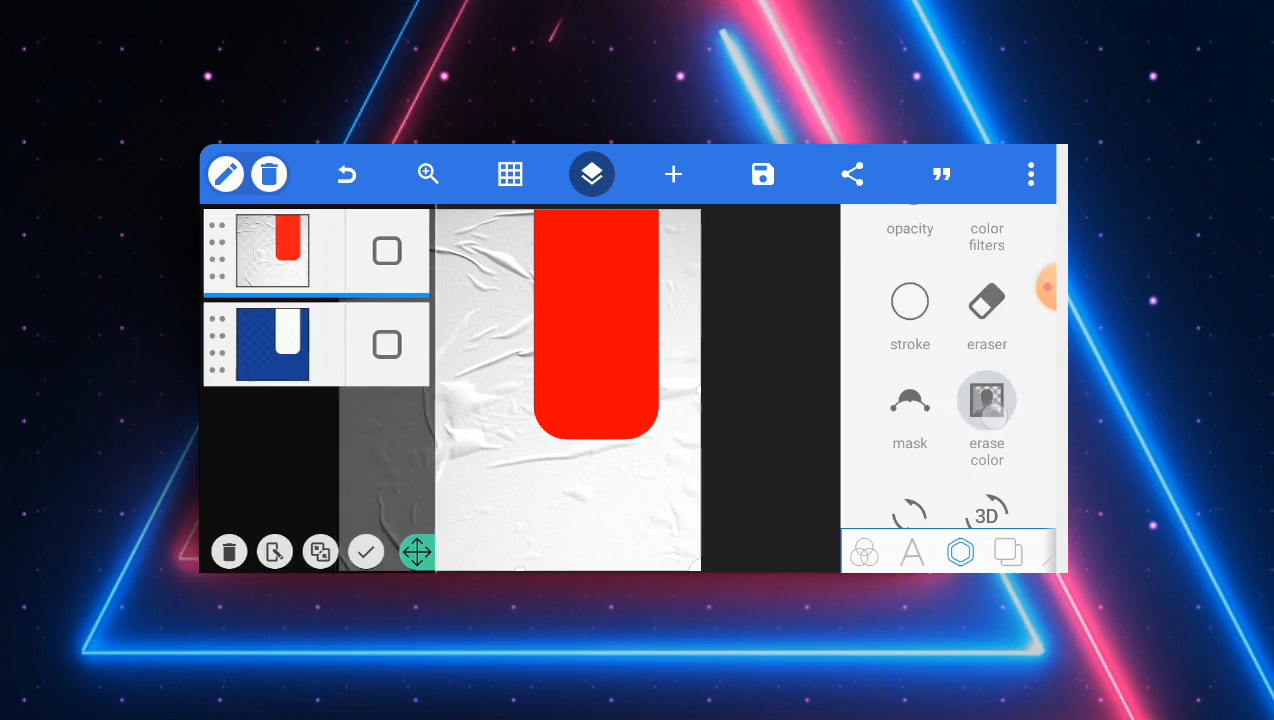 opacity
color
filters
stroke
eraser
mask
erase
color
3D
A